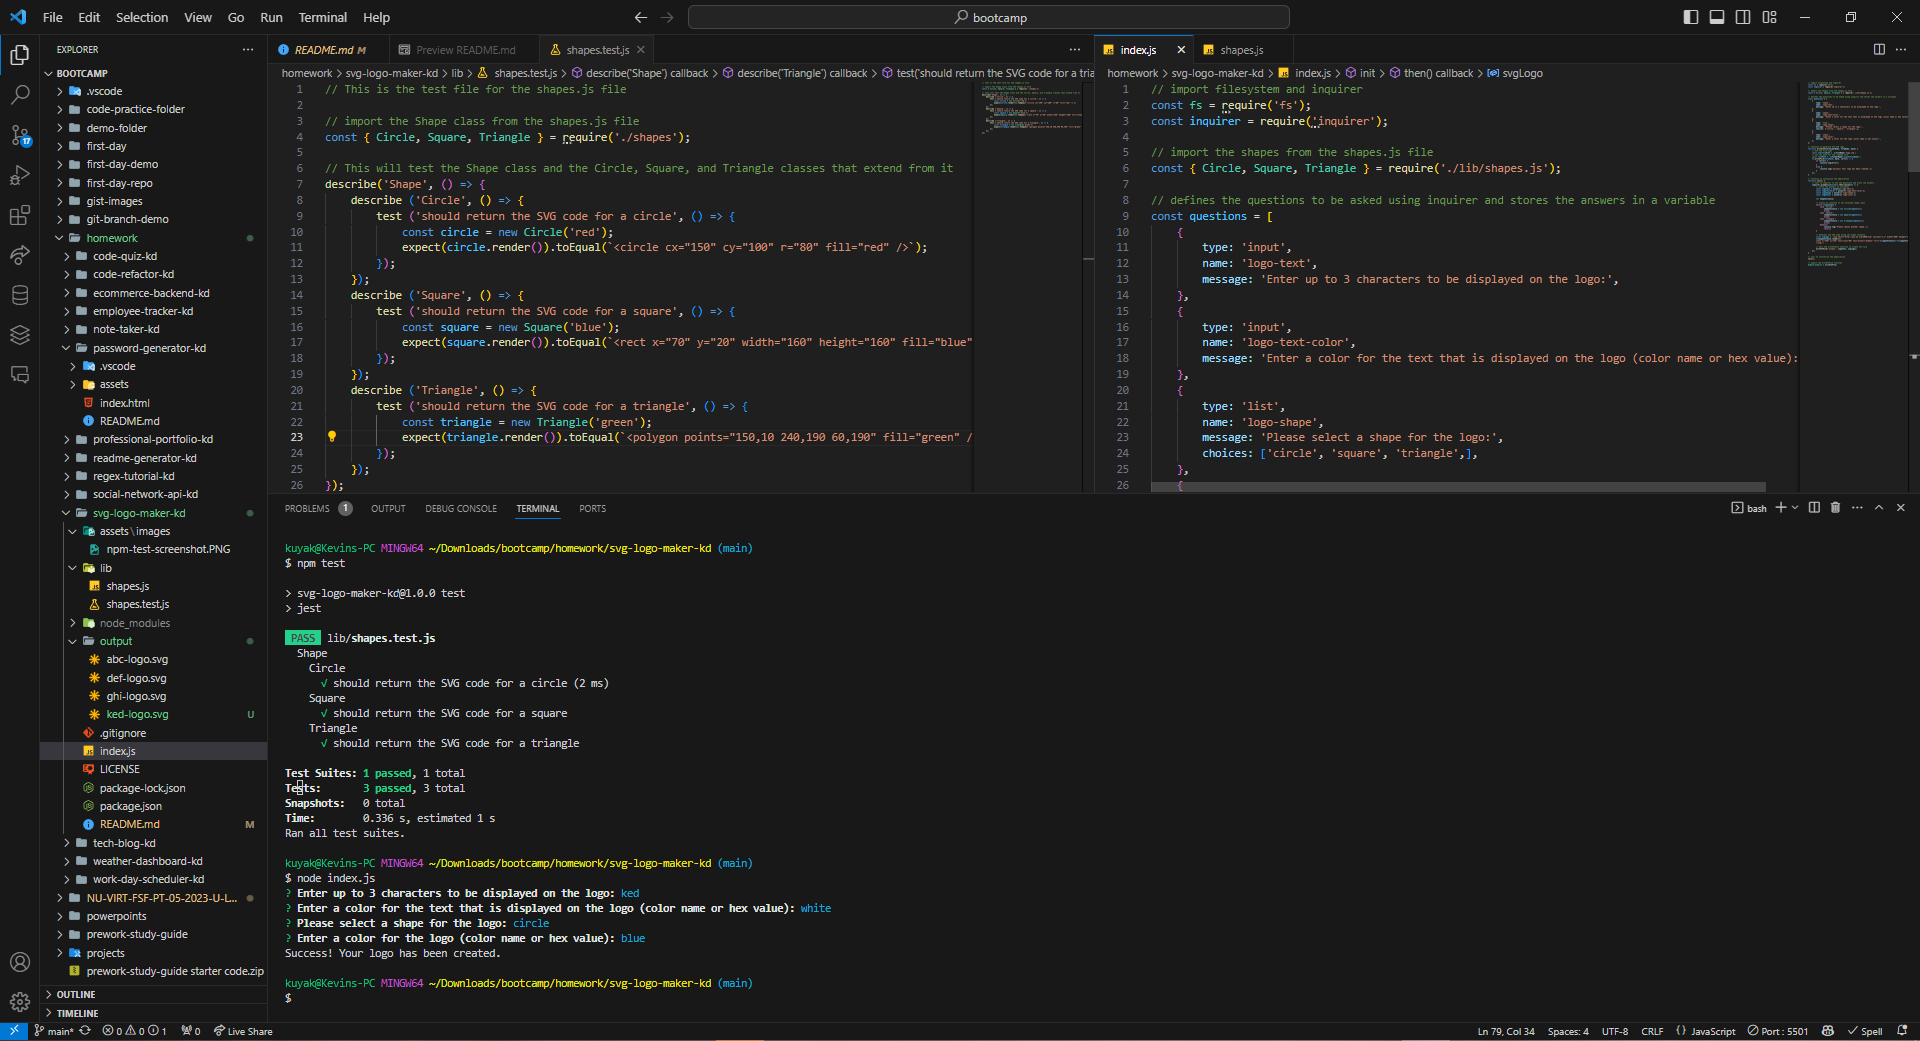 File Edit Selection View Go Run Terminal Help
bootcamp
EXPLORER
BOOTCAMP
.vscode
code-practice-folder
demo-folder
first-day
first-day-demo
first-day-repo
gist-images
git-branch-demo
homework
code-quiz-kd
code-refactor-kd
ecommerce-backend-kd
employee-tracker-kd
note-taker-kd
password-generator-kd
.vscode
assets
index.html
README.md
professional-portfolio-kd
readme-generator-kd
regex-tutorial-kd
social-network-api-kd
svg-logo-maker-kd
assets\images
npm-test-screenshot.PNG
lib
shapes.js
shapes.test.js
node_modules
output
abc-logo.svg
def-logo.svg
ghi-logo.svg
ked-logo.svg U
.gitignore
index.js
LICENSE
package-lock.json
package.json
README.md M
tech-blog-kd
weather-dashboard-kd
work-day-scheduler-kd
NU-VIRT-FSF-PT-05-2023-U-L...
powerpoints
prework-study-guide
projects
prework-study-guide starter code.zip
OUTLINE
TIMELINE
17
README.md M Preview README.md shapes.test.js
homework > svg-logo-maker-kd > lib > shapes.test.js > describe('Shape') callback > describe('Triangle') callback > test('should return the SVG code for a tria
1 // This is the test file for the shapes.js file
2
3 // import the Shape class from the shapes.js file
4 const { Circle, Square, Triangle } = require('./shapes');
5
6 // This will test the Shape class and the Circle, Square, and Triangle classes that extend from it
7 describe('Shape', () => {
8 describe ('Circle', () => {
9 test ('should return the SVG code for a circle', () => {
10 const circle = new Circle('red');
11 expect(circle.render()).toEqual(`<circle cx="150" cy="100" r="80" fill="red" />`);
12 });
13 });
14 describe ('Square', () => {
15 test ('should return the SVG code for a square', () => {
16 const square = new Square('blue');
17 expect(square.render()).toEqual(`<rect x="70" y="20" width="160" height="160" fill="blue"
18 });
19 });
20 describe ('Triangle', () => {
21 test ('should return the SVG code for a triangle', () => {
22 const triangle = new Triangle('green');
23 expect(triangle.render()).toEqual(`<polygon points="150,10 240,190 60,190" fill="green" /
24 });
25 });
26 });
index.js shapes.js
homework > svg-logo-maker-kd > index.js > init > then() callback > svgLogo
1 // import filesystem and inquirer
2 const fs = require('fs');
3 const inquirer = require('inquirer');
4
5 // import the shapes from the shapes.js file
6 const { Circle, Square, Triangle } = require('./lib/shapes.js');
7
8 // defines the questions to be asked using inquirer and stores the answers in a variable
9 const questions = [
10 {
11 type: 'input',
12 name: 'logo-text',
13 message: 'Enter up to 3 characters to be displayed on the logo:',
14 },
15 {
16 type: 'input',
17 name: 'logo-text-color',
18 message: 'Enter a color for the text that is displayed on the logo (color name or hex value):
19 },
20 {
21 type: 'list',
22 name: 'logo-shape',
23 message: 'Please select a shape for the logo:',
24 choices: ['circle', 'square', 'triangle',],
25 },
26 {
PROBLEMS 1 OUTPUT DEBUG CONSOLE TERMINAL PORTS
bash
kuyak@Kevins-PC MINGW64 ~/Downloads/bootcamp/homework/svg-logo-maker-kd (main)
$ npm test
> svg-logo-maker-kd@1.0.0 test
> jest
PASS lib/shapes.test.js
Shape
Circle
√ should return the SVG code for a circle (2 ms)
Square
√ should return the SVG code for a square
Triangle
√ should return the SVG code for a triangle
Test Suites: 1 passed, 1 total
Tests: 3 passed, 3 total
Snapshots: 0 total
Time: 0.336 s, estimated 1 s
Ran all test suites.
kuyak@Kevins-PC MINGW64 ~/Downloads/bootcamp/homework/svg-logo-maker-kd (main)
$ node index.js
? Enter up to 3 characters to be displayed on the logo: ked
? Enter a color for the text that is displayed on the logo (color name or hex value): white
? Please select a shape for the logo: circle
? Enter a color for the logo (color name or hex value): blue
Success! Your logo has been created.
kuyak@Kevins-PC MINGW64 ~/Downloads/bootcamp/homework/svg-logo-maker-kd (main)
$
main* 0 0 1 0 Live Share
Ln 79, Col 34 Spaces: 4 UTF-8 CRLF {} JavaScript Port : 5501 Spell